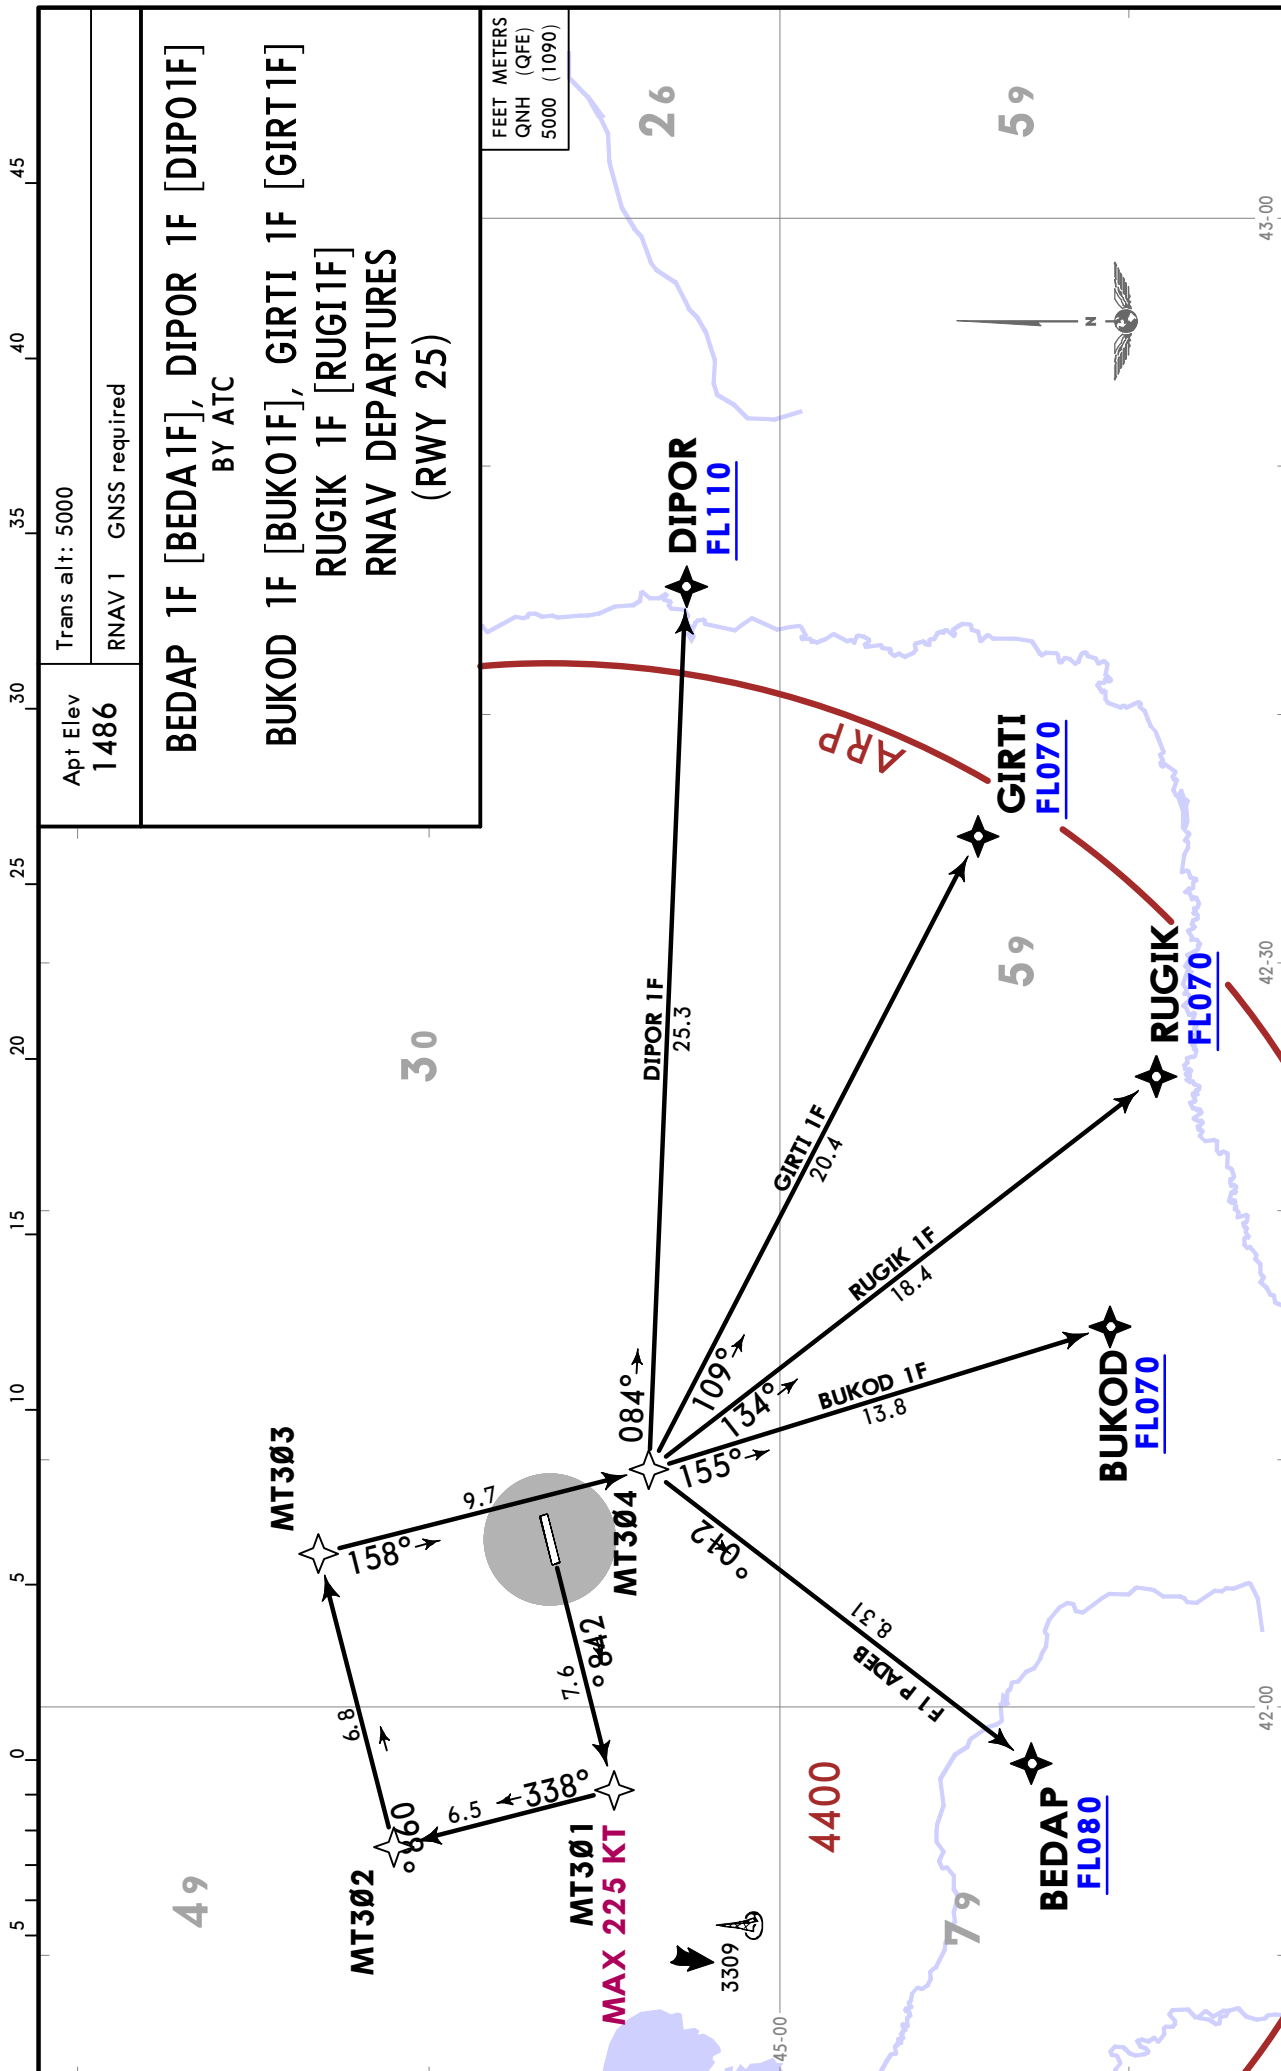 Apt Elev
1486
Trans alt: 5000
RNAV 1 GNSS required
BEDAP 1F [BEDA1F], DIPOR 1F [DIPO1F]
BY ATC
BUKOD 1F [BUKO1F], GIRTI 1F [GIRT1F]
RUGIK 1F [RUGI1F]
RNAV DEPARTURES
(RWY 25)
FEET METERS
QNH (QFE)
5000 (1090)
5
0
5
10
15
20
25
30
35
40
45
49
30
26
59
59
79
MT3Ø2
MT3Ø3
6.8
068°
158°
9.7
6.5
338°
MT3Ø1
MAX 225 KT
7.6
248°
MT3Ø4
084°
DIPOR 1F
25.3
DIPOR
FL110
109°
GIRTI 1F
20.4
GIRTI
FL070
134°
RUGIK 1F
18.4
RUGIK
FL070
155°
BUKOD 1F
13.8
BUKOD
FL070
210°
BEDAP 1F
13.8
BEDAP
FL080
ARP
4400
3309
N
45-00
42-00
42-30
43-00